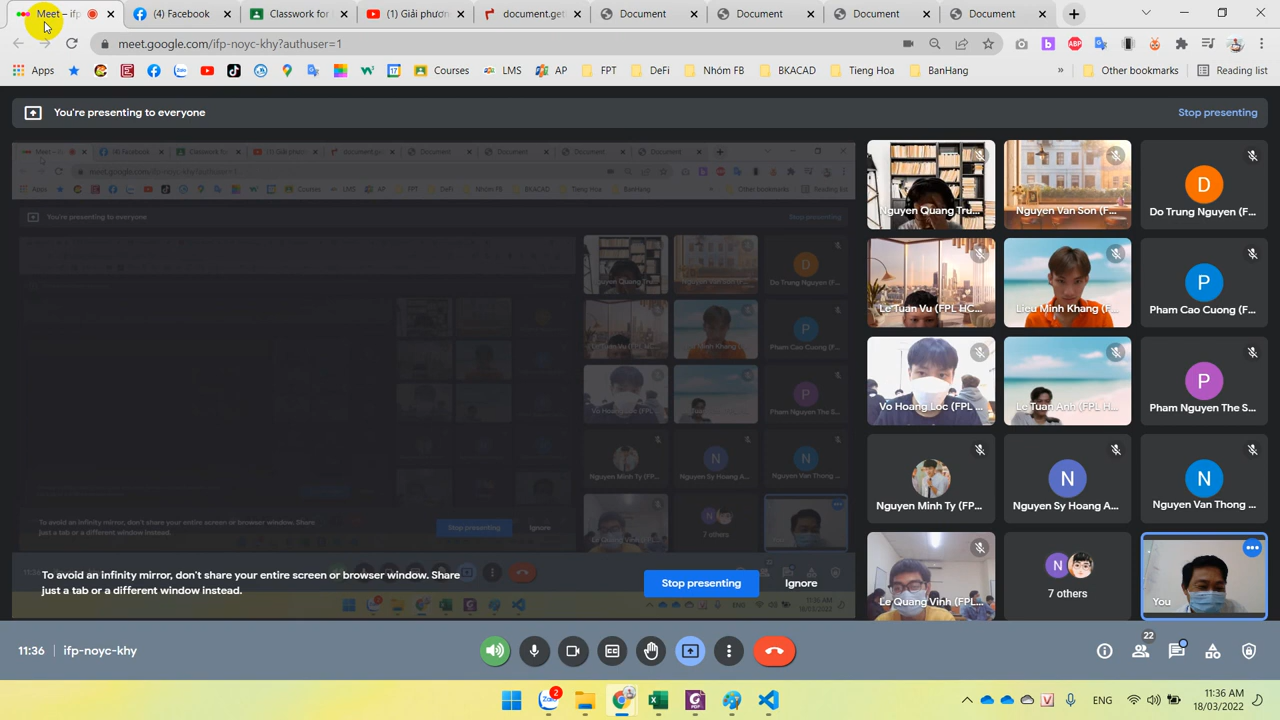 Meet – ifp
(4) Facebook
Classwork for
(1) Giải phươn
document.get
Document
Document
Document
Document
meet.google.com/ifp-noyc-khy?authuser=1
Apps
17
Courses
LMS
AP
FPT
DeFi
Nhóm FB
BKACAD
Tieng Hoa
BanHang
»
Other bookmarks
Reading list
You're presenting to everyone
Stop presenting
Nguyen Quang Tru...
Nguyen Van Son (F...
D
Do Trung Nguyen (F...
Le Tuan Vu (FPL HC...
Lieu Minh Khang (F...
P
Pham Cao Cuong (F...
Vo Hoang Loc (FPL ...
Le Tuan Anh (FPL H...
P
Pham Nguyen The S...
Nguyen Minh Ty (FP...
N
Nguyen Sy Hoang A...
N
Nguyen Van Thong ...
Le Quang Vinh (FPL...
N
7 others
You
To avoid an infinity mirror, don't share your entire screen or browser window. Share
just a tab or a different window instead.
Stop presenting
Ignore
11:36 | ifp-noyc-khy
22
2
ENG
11:36 AM
18/03/2022